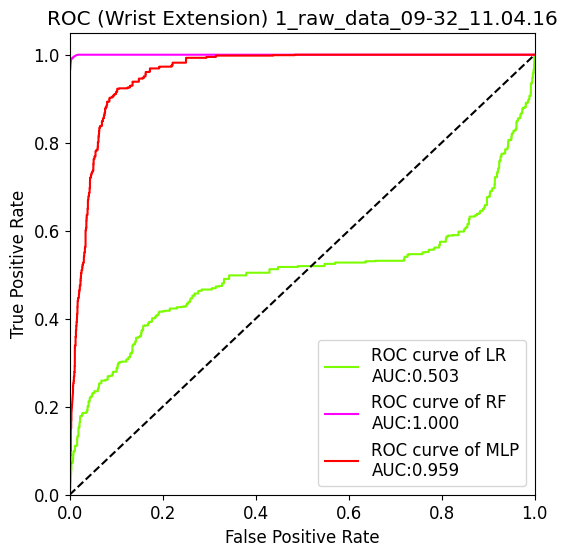 ROC (Wrist Extension) 1_raw_data_09-32_11.04.16
1.0
0.8
0.6
0.4
0.2
0.0
True Positive Rate
ROC curve of LR
AUC:0.503
ROC curve of RF
AUC:1.000
ROC curve of MLP
AUC:0.959
0.0 0.2 0.4 0.6 0.8 1.0
False Positive Rate